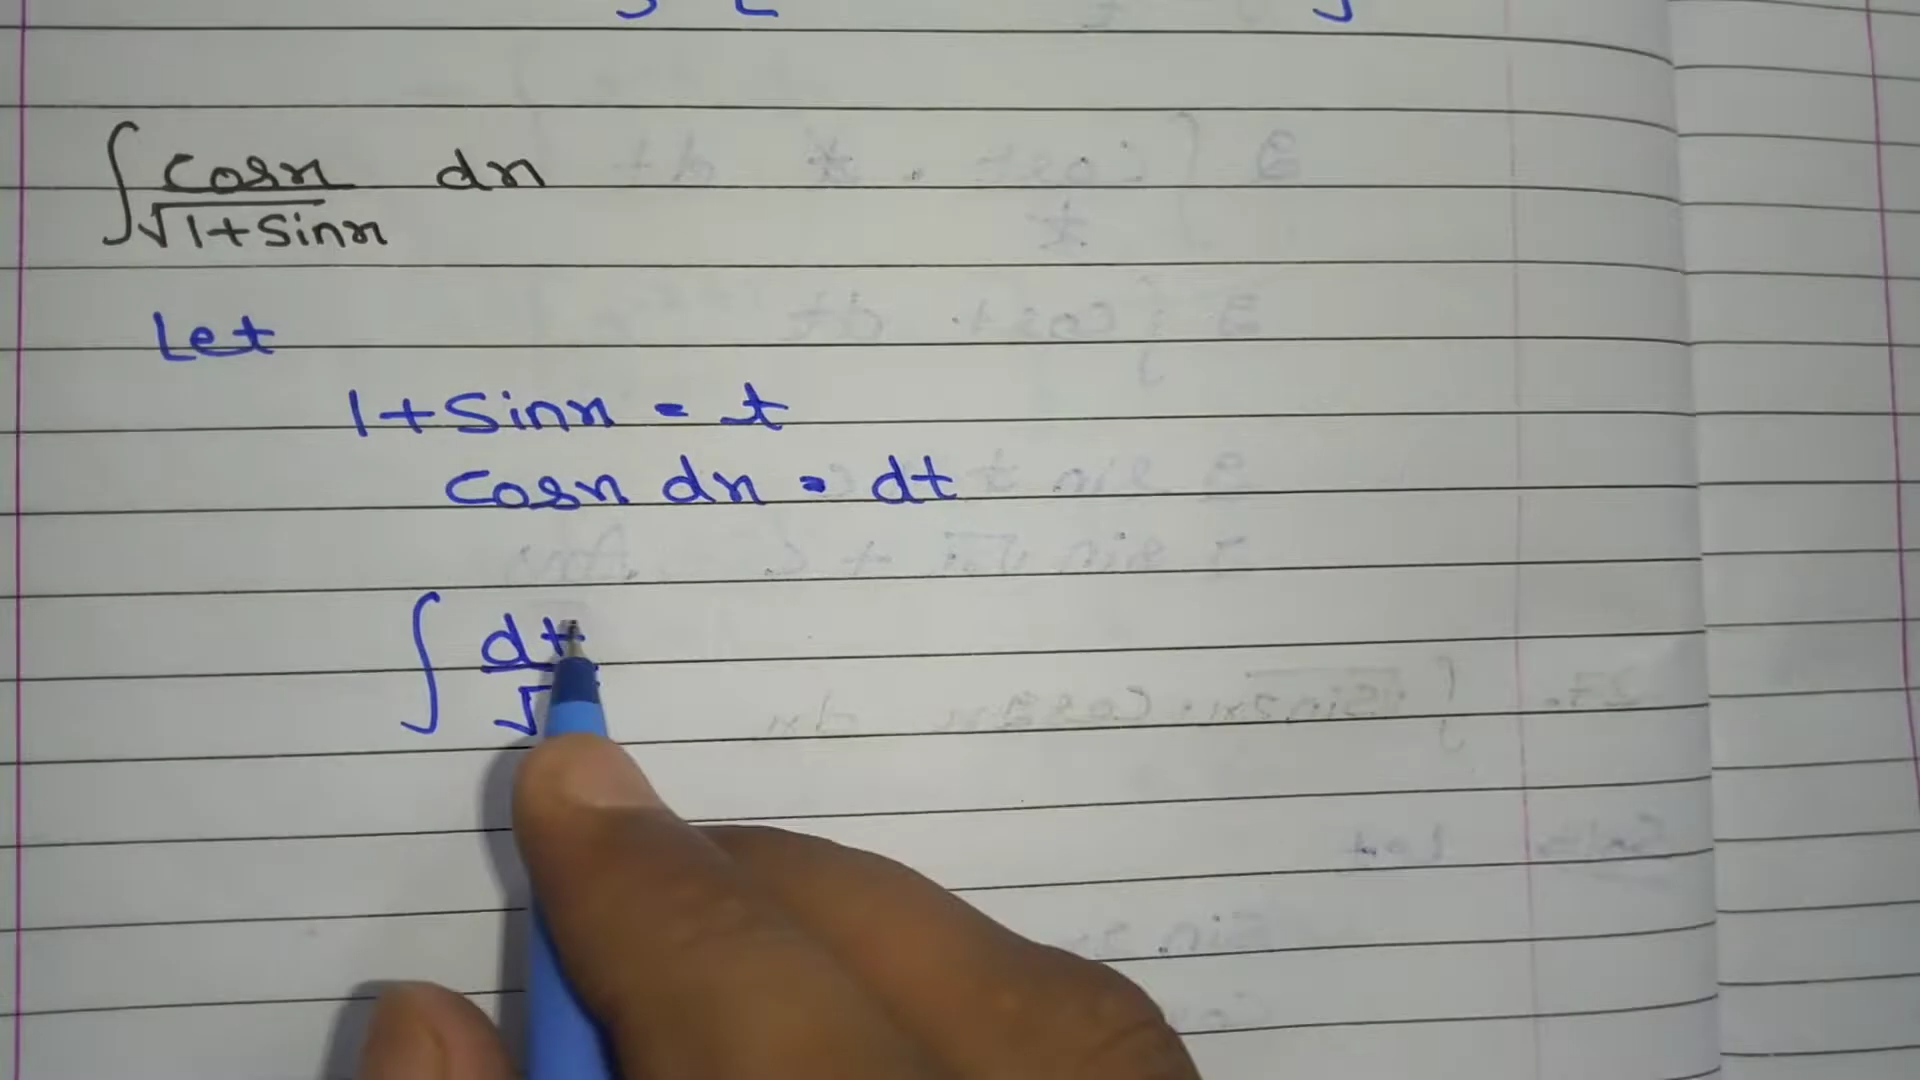 ∫ cosx/√1+sinx dx
Let
1+sinx = t
cosx dx = dt
∫ dt/√